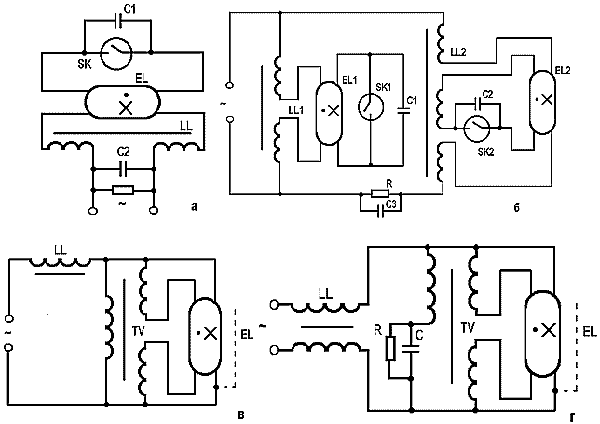 C1
SK
EL
LL
C2
~
а
~
LL1
EL1
SK1
C1
R
C3
LL2
C2
SK2
EL2
б
LL
~
TV
EL
в
~
LL
R
C
TV
EL
г